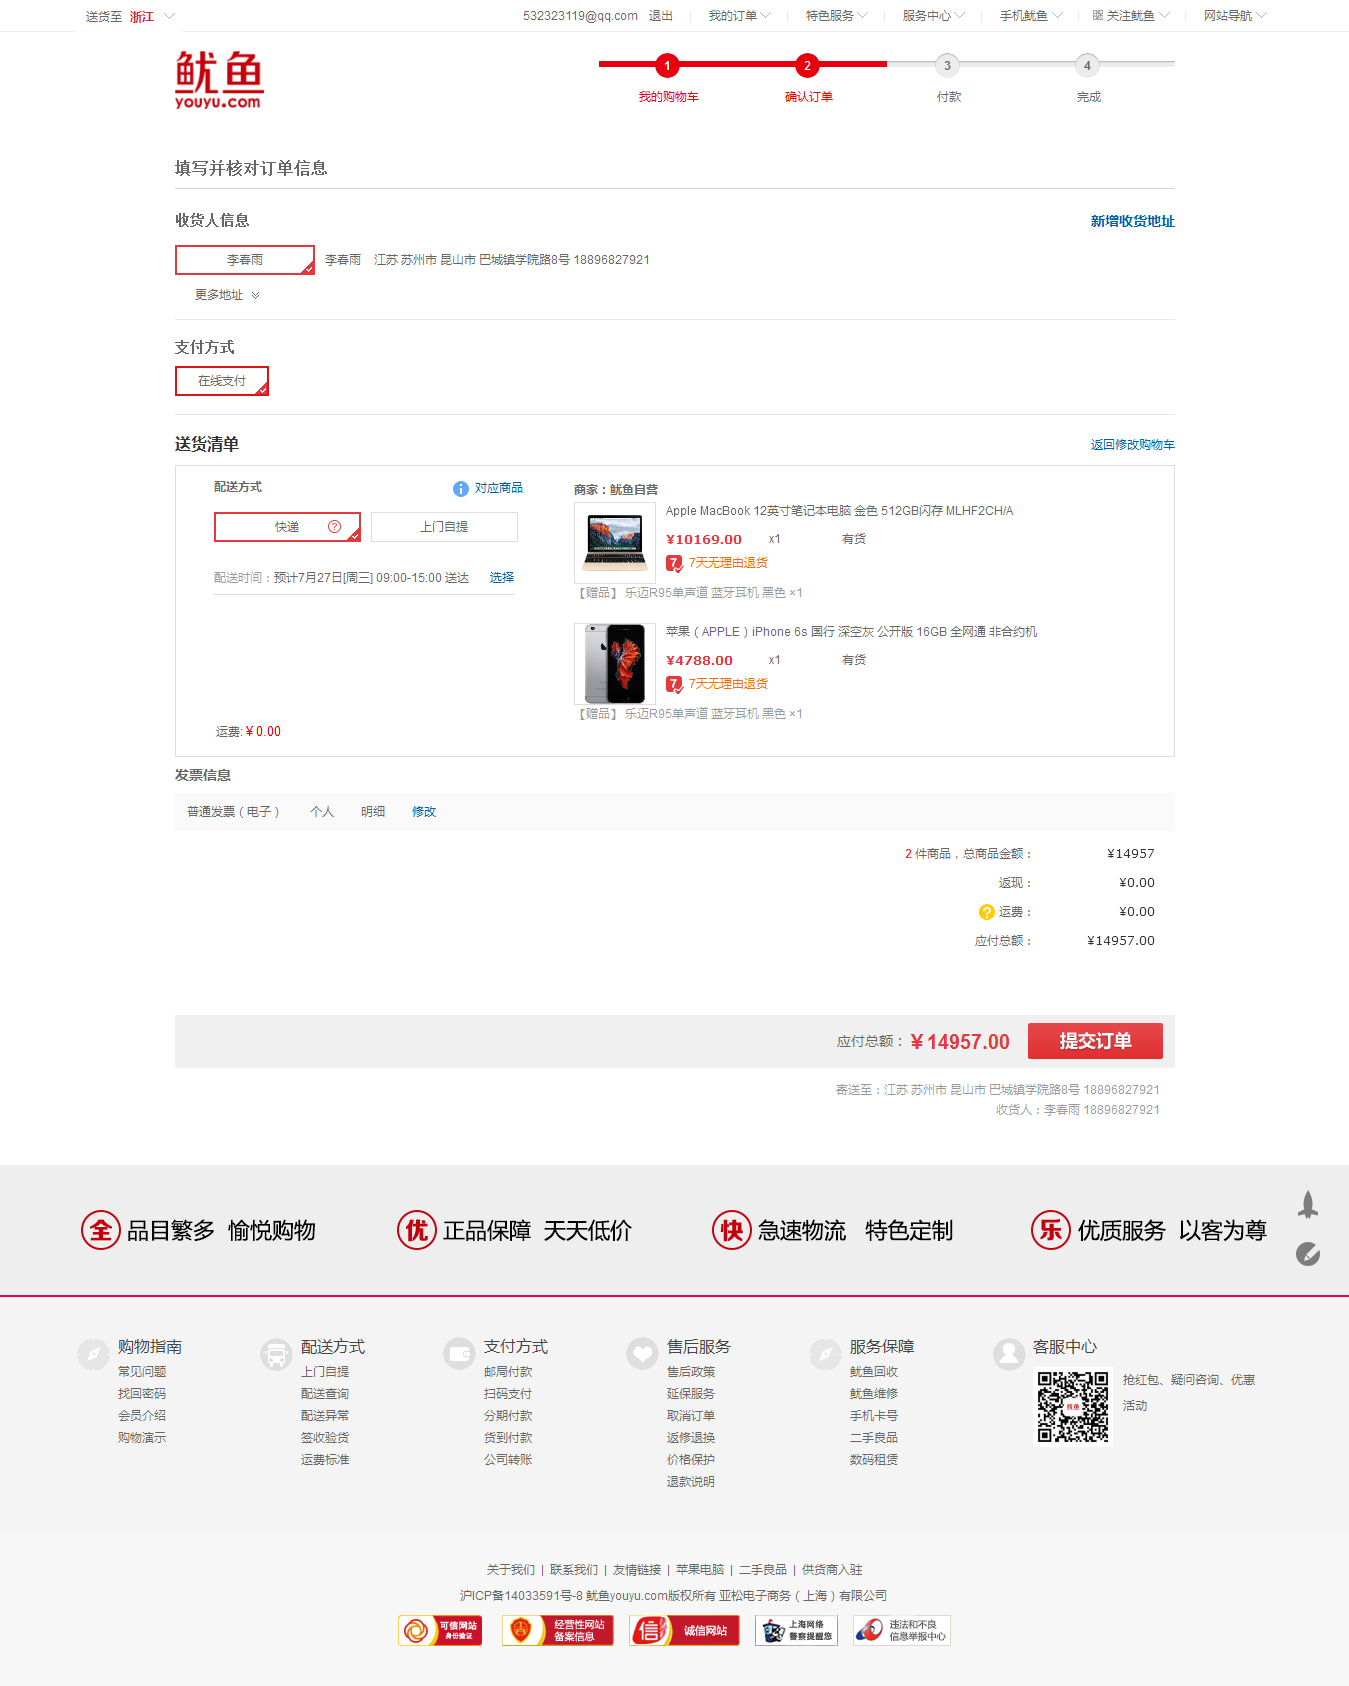 送货至 浙江
532323119@qq.com 退出 我的订单 特色服务 服务中心 手机鱿鱼 关注鱿鱼 网站导航
鱿鱼
youyu.com
1 2 3 4
我的购物车 确认订单 付款 完成
填写并核对订单信息
收货人信息 新增收货地址
李春雨 李春雨 江苏 苏州市 昆山市 巴城镇学院路8号 18896827921
更多地址
支付方式
在线支付
送货清单 返回修改购物车
配送方式 对应商品
快递 上门自提
配送时间：预计7月27日[周三] 09:00-15:00 送达 选择
运费: ¥ 0.00
商家：鱿鱼自营
Apple MacBook 12英寸笔记本电脑 金色 512GB闪存 MLHF2CH/A
¥10169.00 x1 有货
7 7天无理由退货
【赠品】 乐迈R95单声道 蓝牙耳机 黑色 ×1
苹果（APPLE）iPhone 6s 国行 深空灰 公开版 16GB 全网通 非合约机
¥4788.00 x1 有货
7 7天无理由退货
【赠品】 乐迈R95单声道 蓝牙耳机 黑色 ×1
发票信息
普通发票（电子） 个人 明细 修改
2 件商品，总商品金额： ¥14957
返现： ¥0.00
运费： ¥0.00
应付总额： ¥14957.00
应付总额：¥14957.00 提交订单
寄送至：江苏 苏州市 昆山市 巴城镇学院路8号 18896827921
收货人：李春雨 18896827921
全 品目繁多 愉悦购物 优 正品保障 天天低价 快 急速物流 特色定制 乐 优质服务 以客为尊
购物指南
常见问题
找回密码
会员介绍
购物演示
配送方式
上门自提
配送查询
配送异常
签收验货
运费标准
支付方式
邮局付款
扫码支付
分期付款
货到付款
公司转账
售后服务
售后政策
延保服务
取消订单
返修退换
价格保护
退款说明
服务保障
鱿鱼回收
鱿鱼维修
手机卡号
二手良品
数码租赁
客服中心
鱿鱼
抢红包、疑问咨询、优惠
活动
关于我们 | 联系我们 | 友情链接 | 苹果电脑 | 二手良品 | 供货商入驻
沪ICP备14033591号-8 鱿鱼youyu.com版权所有 亚松电子商务（上海）有限公司
可信网站
身份验证
经营性网站
备案信息
信 诚信网站
上海网络
警察提醒您
违法和不良
信息举报中心